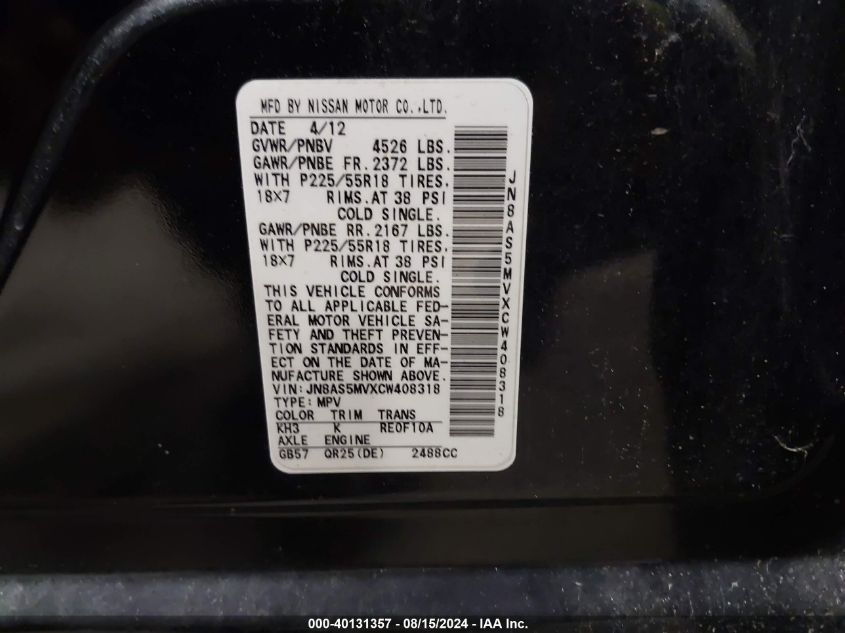 MFD BY NISSAN MOTOR CO.,LTD.
DATE 4/12
GVWR/PNBV 4526 LBS.
GAWR/PNBE FR. 2372 LBS.
WITH P225/55R18 TIRES,
18×7 RIMS.AT 38 PSI
COLD SINGLE.
GAWR/PNBE RR. 2167 LBS.
WITH P225/55R18 TIRES,
18×7 RIMS.AT 38 PSI
COLD SINGLE.
THIS VEHICLE CONFORMS
TO ALL APPLICABLE FED-
ERAL MOTOR VEHICLE SA-
FETY AND THEFT PREVEN-
TION STANDARDS IN EFF-
ECT ON THE DATE OF MA-
NUFACTURE SHOWN ABOVE.
VIN:JN8AS5MVXCW408318
TYPE:MPV
COLOR TRIM TRANS
KH3 K RE0F10A
AXLE ENGINE
GB57 QR25(DE) 2488CC
JN8AS5MVXCW408318
000-40131357 - 08/15/2024 - IAA Inc.